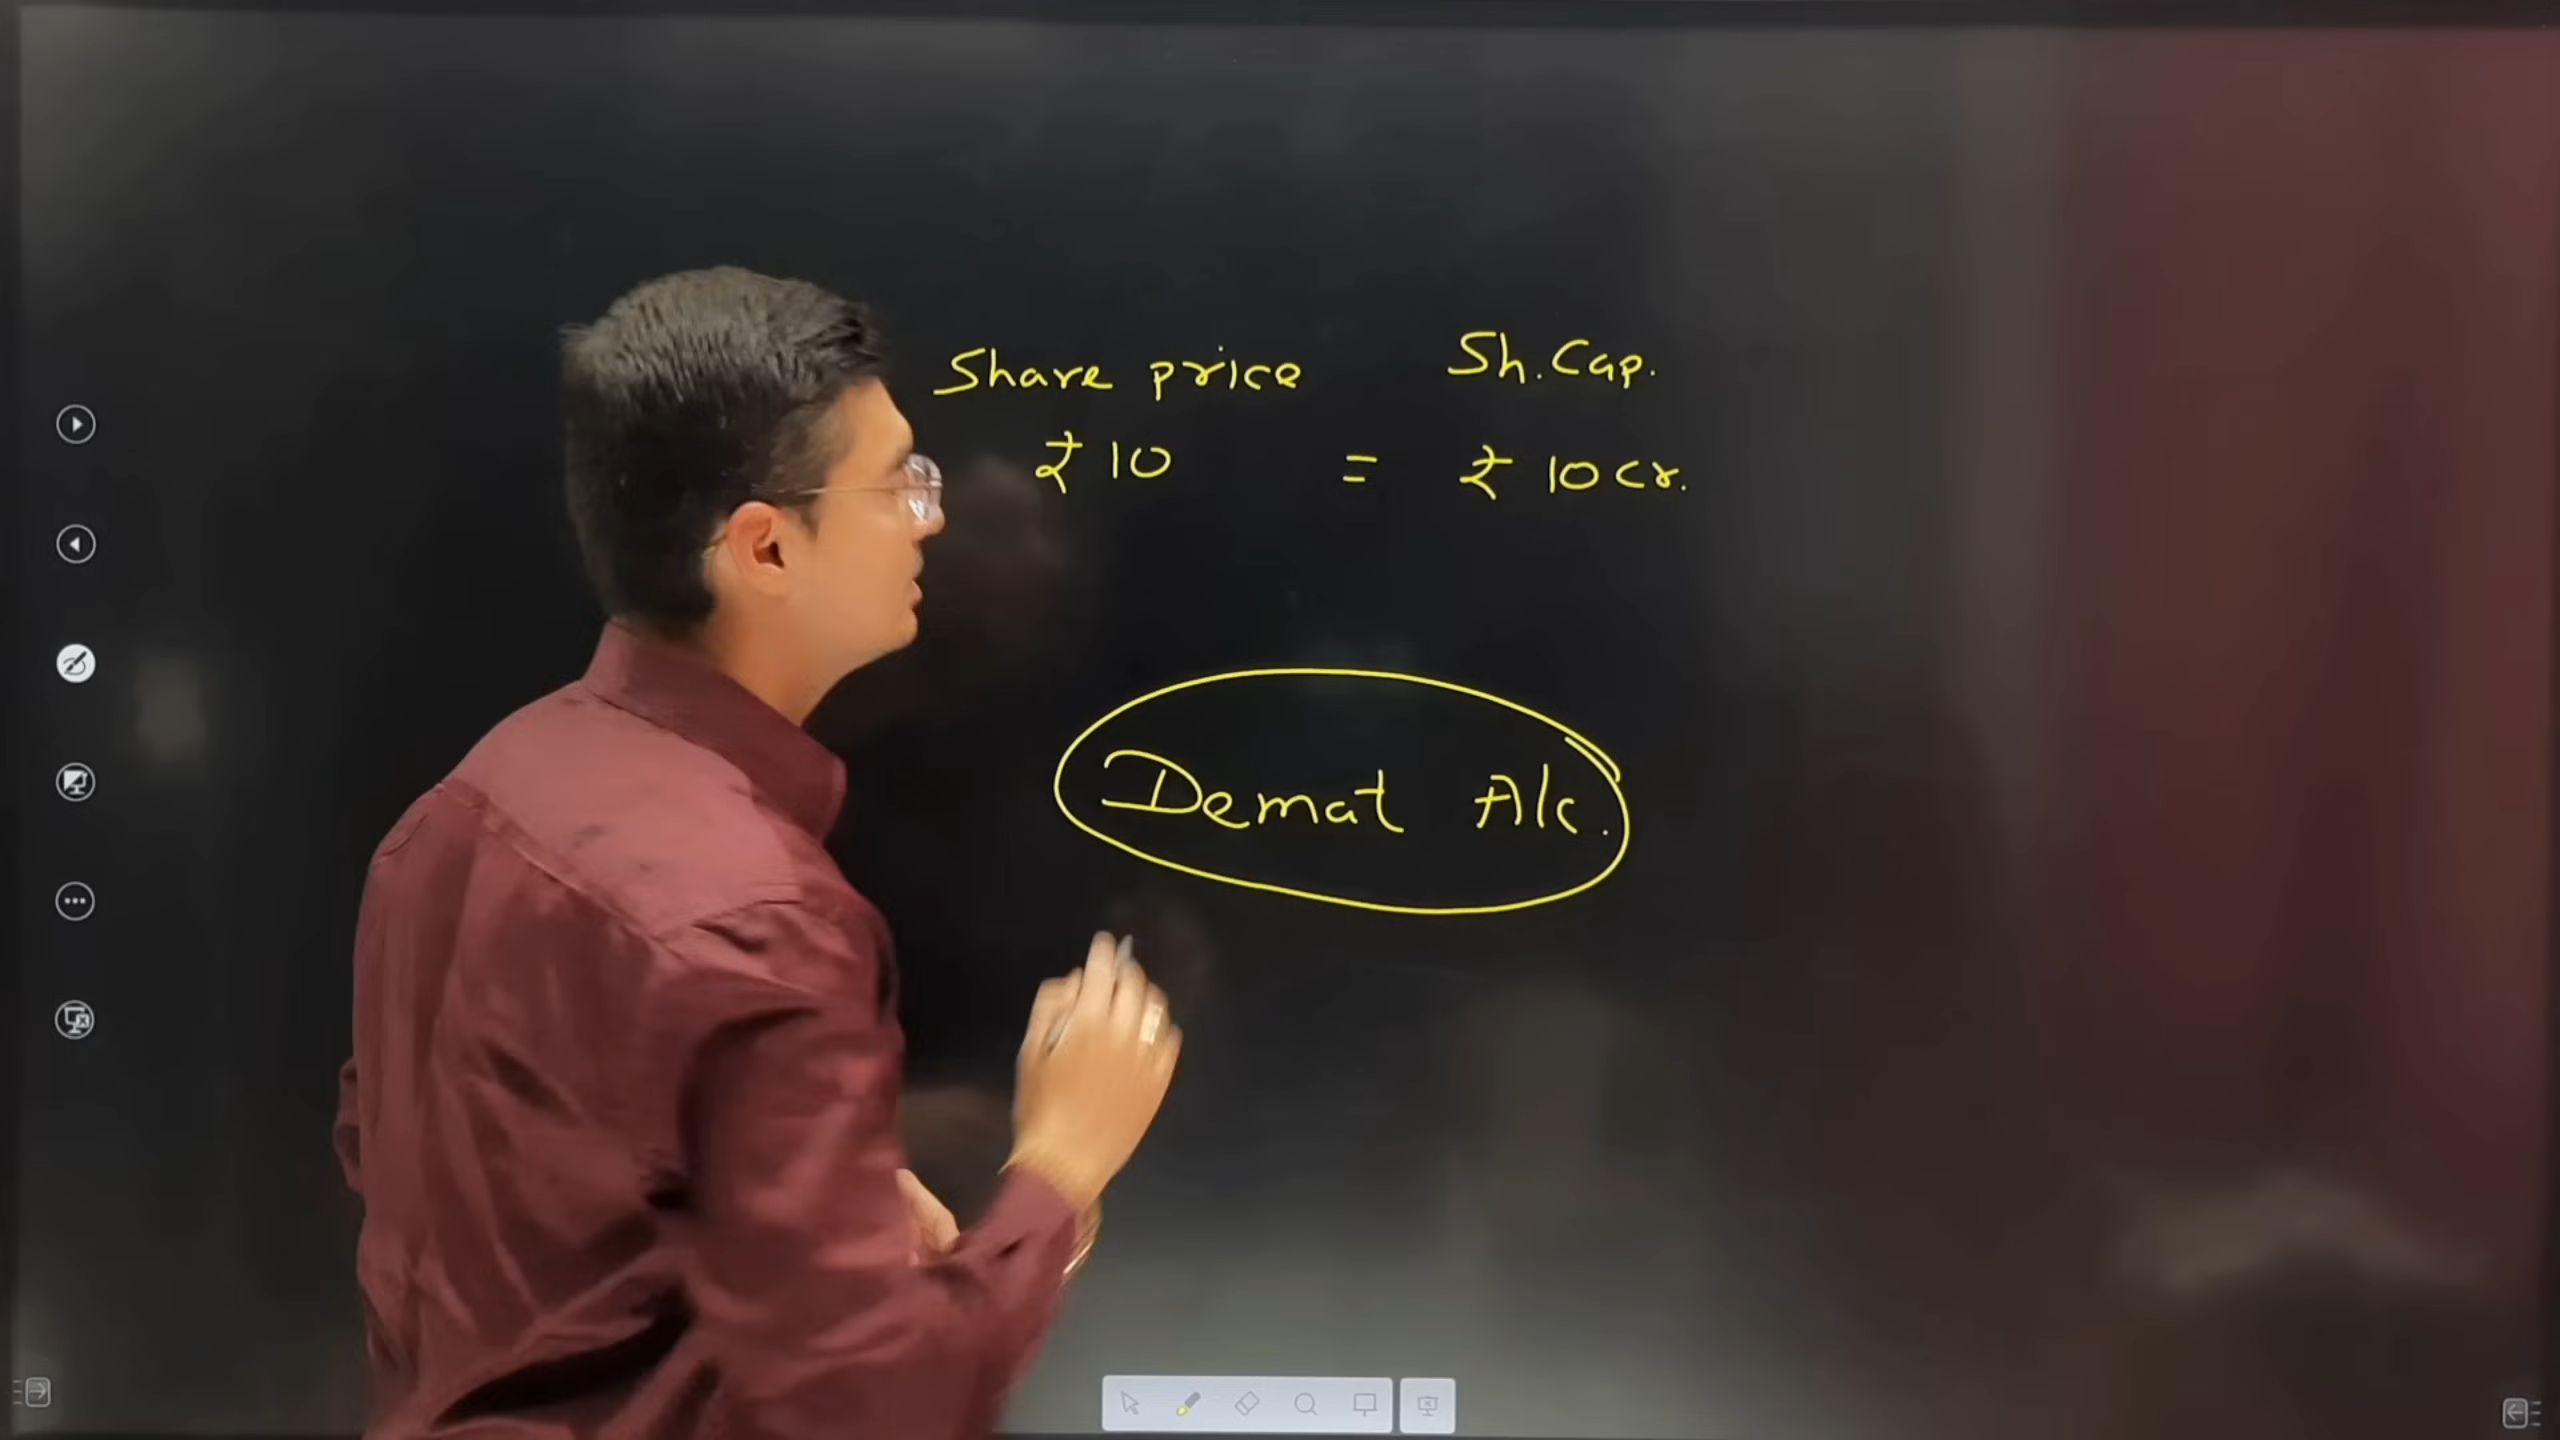 Share price Sh. Cap.
₹ 10 = ₹ 10 Cr.
Demat A/c.